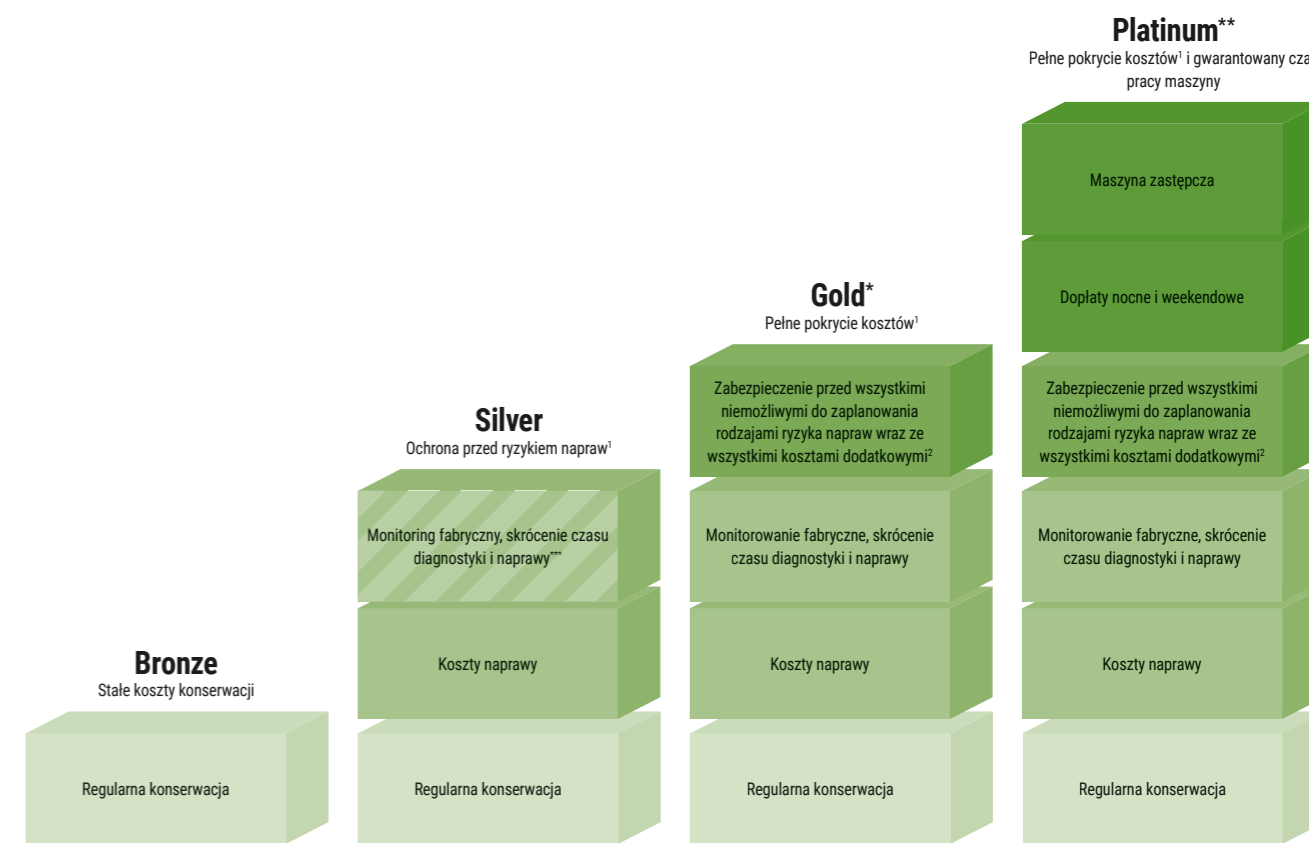 Platinum**
Pełne pokrycie kosztów¹ i gwarantowany cza
pracy maszyny
Maszyna zastępcza
Dopłaty nocne i weekendowe
Zabezpieczenie przed wszystkimi
niemożliwymi do zaplanowania
rodzajami ryzyka napraw wraz ze
wszystkimi kosztami dodatkowymi²
Monitorowanie fabryczne, skrócenie
czasu diagnostyki i naprawy
Koszty naprawy
Regularna konserwacja
Gold*
Pełne pokrycie kosztów¹
Zabezpieczenie przed wszystkimi
niemożliwymi do zaplanowania
rodzajami ryzyka napraw wraz ze
wszystkimi kosztami dodatkowymi²
Monitorowanie fabryczne, skrócenie
czasu diagnostyki i naprawy
Koszty naprawy
Regularna konserwacja
Silver
Ochrona przed ryzykiem napraw¹
Monitoring fabryczny, skrócenie czasu
diagnostyki i naprawy***
Koszty naprawy
Regularna konserwacja
Bronze
Stałe koszty konserwacji
Regularna konserwacja